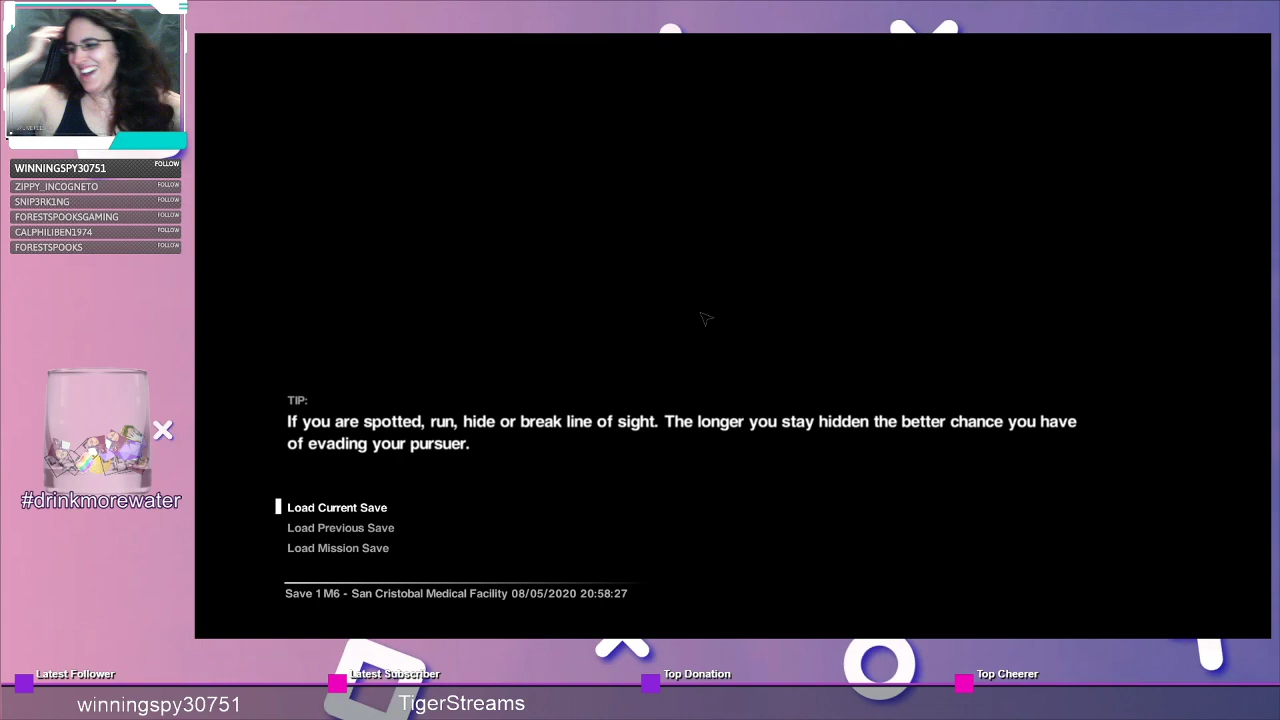 WINNINGSPY30751 FOLLOW
ZIPPY_INCOGNETO FOLLOW
SNIP3RK1NG FOLLOW
FORESTSPOOKSGAMING FOLLOW
CALPHILIBEN1974 FOLLOW
FORESTSPOOKS FOLLOW
#drinkmorewater
TIP:
If you are spotted, run, hide or break line of sight. The longer you stay hidden the better chance you have
of evading your pursuer.
Load Current Save
Load Previous Save
Load Mission Save
Save 1 M6 - San Cristobal Medical Facility 08/05/2020 20:58:27
Latest Follower
winningspy30751
Latest Subscriber
TigerStreams
Top Donation
Top Cheerer